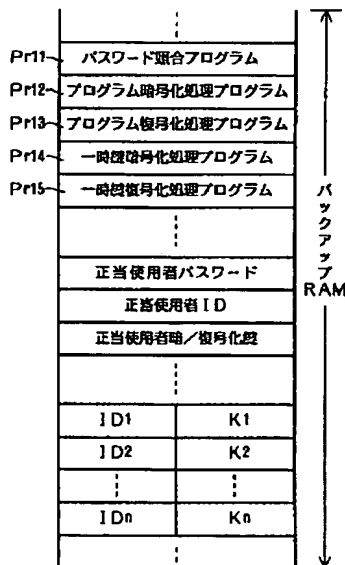 Pr11 パスワード照合プログラム
Pr12 プログラム暗号化処理プログラム
Pr13 プログラム復号化処理プログラム
Pr14 一時鍵暗号化処理プログラム
Pr15 一時鍵復号化処理プログラム
正当使用者パスワード
正当使用者ID
正当使用者暗/復号化鍵
バックアップRAM
ID1 K1
ID2 K2
IDn Kn